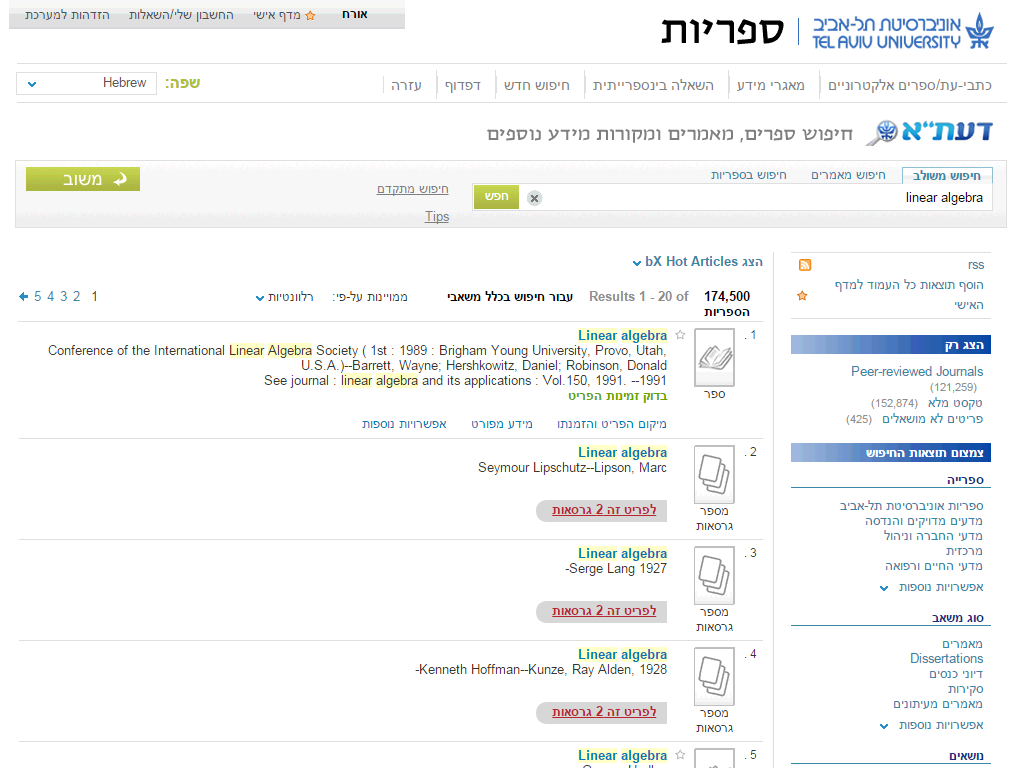 אורח
מדף אישי
החשבון שלי/השאלות
הזדהות למערכת
אוניברסיטת תל-אביב
TEL AVIV UNIVERSITY
ספריות
כתבי-עת/ספרים אלקטרוניים
מאגרי מידע
השאלה בינספרייתית
חיפוש חדש
דפדוף
עזרה
שפה:
Hebrew
דעת"א
חיפוש ספרים, מאמרים ומקורות מידע נוספים
חיפוש משולב
חיפוש מאמרים
חיפוש בספריות
linear algebra
חפש
חיפוש מתקדם
Tips
משוב
rss
הוסף תוצאות כל העמוד למדף
האישי
הצג רק
Peer-reviewed Journals
(121,259)
טקסט מלא (152,874)
פריטים לא מושאלים (425)
צמצום תוצאות החיפוש
ספרייה
ספריות אוניברסיטת תל-אביב
מדעים מדויקים והנדסה
מדעי החברה וניהול
מרכזית
מדעי החיים ורפואה
אפשרויות נוספות
סוג משאב
מאמרים
Dissertations
דיוני כנסים
סקירות
מאמרים מעיתונים
אפשרויות נוספות
נושאים
הצג bX Hot Articles
174,500 Results 1 - 20 of עבור חיפוש בכלל משאבי
הספריות
ממויינות על-פי: רלוונטיות
1 2 3 4 5
1 .
ספר
Linear algebra
Conference of the International Linear Algebra Society ( 1st : 1989 : Brigham Young University, Provo, Utah,
U.S.A.)--Barrett, Wayne; Hershkowitz, Daniel; Robinson, Donald
See journal : linear algebra and its applications : Vol.150, 1991. --1991
בדוק זמינות הפריט
מיקום הפריט והזמנתו
מידע מפורט
אפשרויות נוספות
2 .
מספר
גרסאות
Linear algebra
Seymour Lipschutz--Lipson, Marc
לפריט זה 2 גרסאות
3 .
מספר
גרסאות
Linear algebra
-Serge Lang 1927
לפריט זה 2 גרסאות
4 .
מספר
גרסאות
Linear algebra
-Kenneth Hoffman--Kunze, Ray Alden, 1928
לפריט זה 2 גרסאות
5 .
Linear algebra